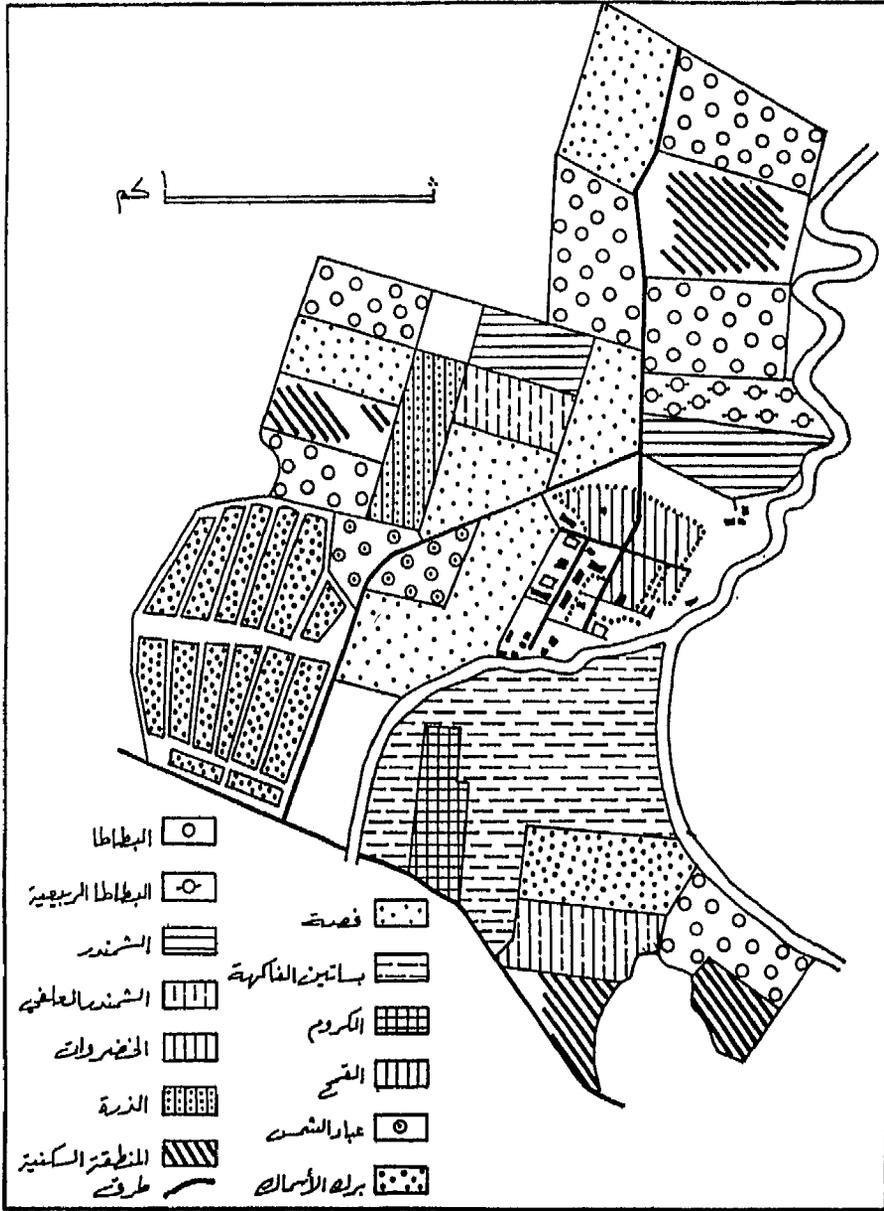 كم
البطاطا
البطاطا الربيعية
الشمندر
الشمندر العلفي
الخضروات
الذرة
المنطقة السكنية
طرق
فصة
بساتين الفاكهة
الكروم
القمح
عباد الشمس
برك الأسماك